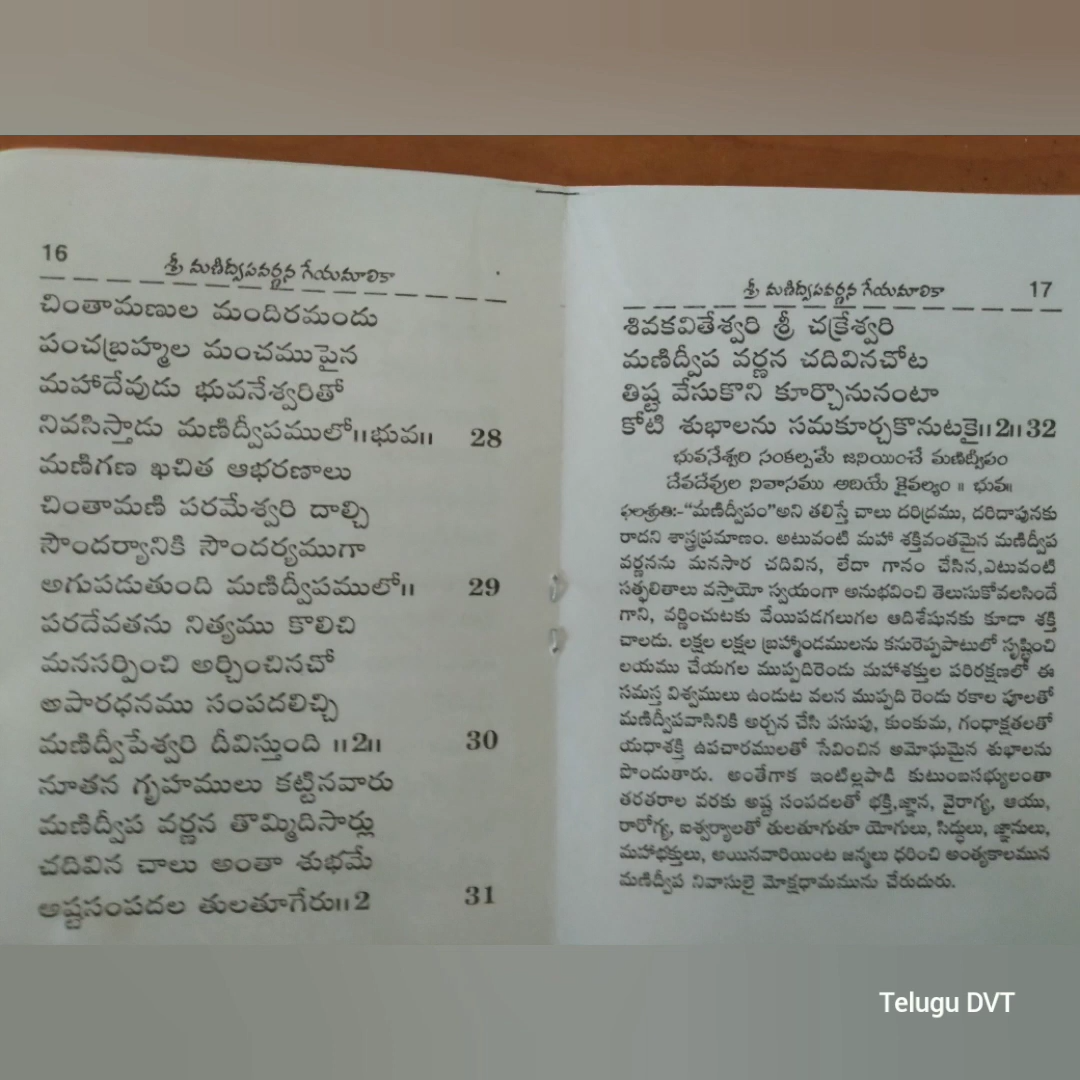 16
శ్రీ మణిద్వీపవర్ణన గేయమాలికా
చింతామణుల మందిరమందు
పంచబ్రహ్మల మంచముపైన
మహాదేవుడు భువనేశ్వరితో
నివసిస్తాడు మణిద్వీపములో॥భువ॥ 28
మణిగణ ఖచిత ఆభరణాలు
చింతామణి పరమేశ్వరి దాల్చి
సౌందర్యానికి సౌందర్యముగా
అగుపడుతుంది మణిద్వీపములో॥ 29
పరదేవతను నిత్యము కొలిచి
మనసర్పించి అర్చించినచో
అపారధనము సంపదలిచ్చి
మణిద్వీపేశ్వరి దీవిస్తుంది ॥2॥ 30
నూతన గృహములు కట్టినవారు
మణిద్వీప వర్ణన తొమ్మిదిసార్లు
చదివిన చాలు అంతా శుభమే
అష్టసంపదల తులతూగేరు॥2 31
శ్రీ మణిద్వీపవర్ణన గేయమాలికా 17
శివకవితేశ్వరి శ్రీ చక్రేశ్వరి
మణిద్వీప వర్ణన చదివినచోట
తిష్ట వేసుకొని కూర్చొనునంటా
కోటి శుభాలను సమకూర్చకొనుటకై॥2॥32
భువనేశ్వరి సంకల్పమే జనియించే మణిద్వీపం
దేవదేవుల నివాసము అదియే కైవల్యం ॥ భువ॥
ఫలశ్రుతిః-“మణిద్వీపం”అని తలిస్తే చాలు దరిద్రము, దరిదాపునకు
రాదని శాస్త్రప్రమాణం. అటువంటి మహా శక్తివంతమైన మణిద్వీప
వర్ణనను మనసార చదివిన, లేదా గానం చేసిన,ఎటువంటి
సత్ఫలితాలు వస్తాయో స్వయంగా అనుభవించి తెలుసుకోవలసిందే
గాని, వర్ణించుటకు వేయిపడగలుగల ఆదిశేషునకు కూడా శక్తి
చాలదు. లక్షల లక్షల బ్రహ్మాండములను కనురెప్పపాటులో సృష్టించి
లయము చేయగల ముప్పదిరెండు మహాశక్తుల పరిరక్షణలో ఈ
సమస్త విశ్వములు ఉండుట వలన ముప్పది రెండు రకాల పూలతో
మణిద్వీపవాసినికి అర్చన చేసి పసుపు, కుంకుమ, గంధాక్షతలతో
యధాశక్తి ఉపచారములతో సేవించిన అమోఘమైన శుభాలను
పొందుతారు. అంతేగాక ఇంటిల్లపాది కుటుంబసభ్యులంతా
తరతరాల వరకు అష్ట సంపదలతో భక్తి,జ్ఞాన, వైరాగ్య, ఆయు,
రారోగ్య, ఐశ్వర్యాలతో తులతూగుతూ యోగులు, సిద్ధులు, జ్ఞానులు,
మహాభక్తులు, అయినవారియింట జన్మలు ధరించి అంత్యకాలమున
మణిద్వీప నివాసులై మోక్షధామమును చేరుదురు.
Telugu DVT